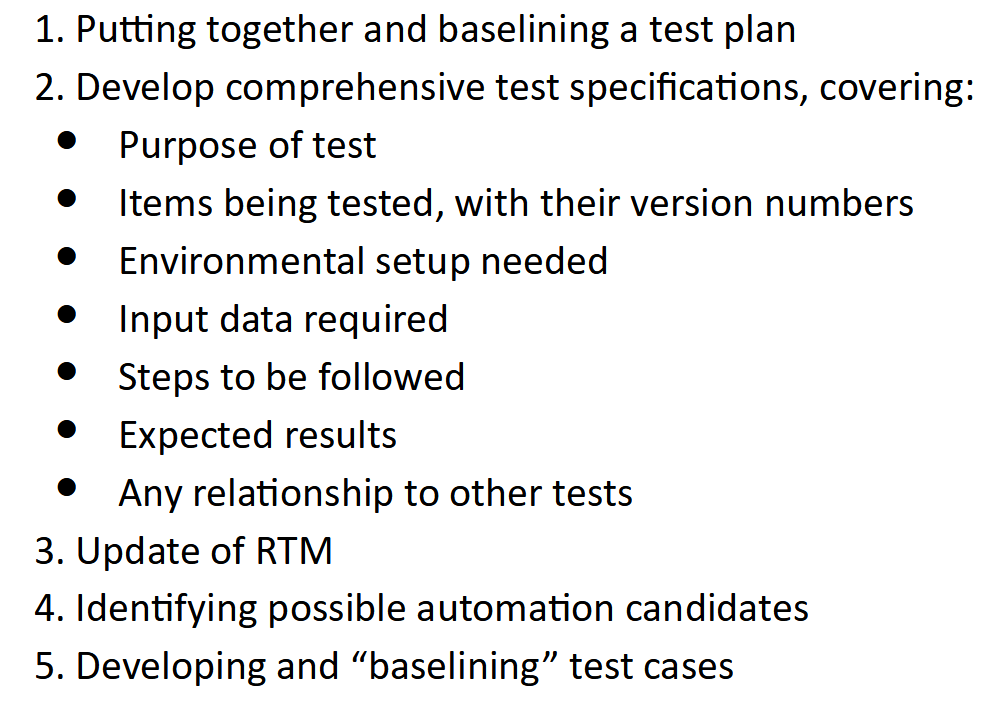 1. Putting together and baselining a test plan
2. Develop comprehensive test specifications, covering:
• Purpose of test
• Items being tested, with their version numbers
• Environmental setup needed
• Input data required
• Steps to be followed
• Expected results
• Any relationship to other tests
3. Update of RTM
4. Identifying possible automation candidates
5. Developing and “baselining” test cases